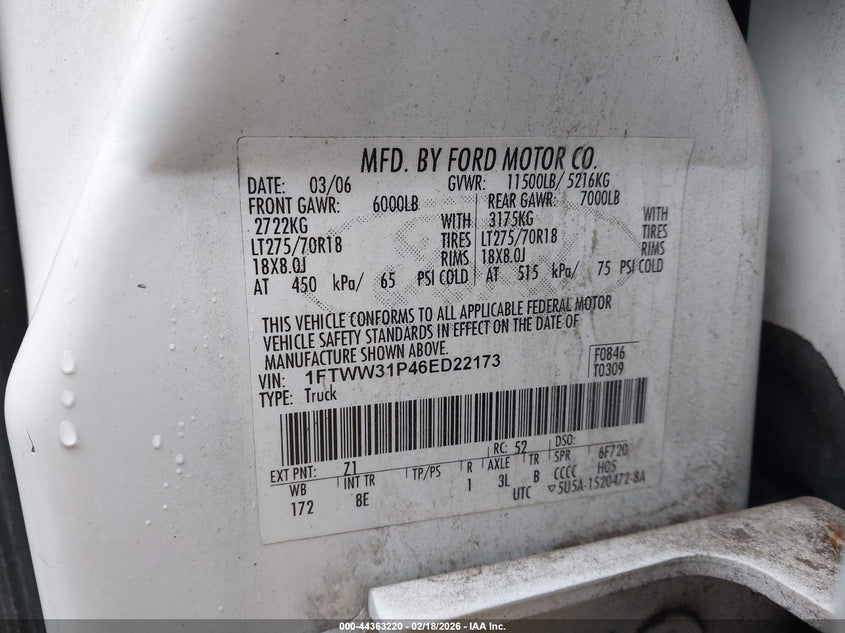 MFD. BY FORD MOTOR CO.
DATE: 03/06 GVWR: 11500LB/ 5216KG
FRONT GAWR: 6000LB REAR GAWR: 7000LB
2722KG WITH 3175KG WITH
LT275/70R18 TIRES LT275/70R18 TIRES
18X8.0J RIMS 18X8.0J RIMS
AT 450 kPa/ 65 PSI COLD AT 515 kPa/ 75 PSI COLD
THIS VEHICLE CONFORMS TO ALL APPLICABLE FEDERAL MOTOR
VEHICLE SAFETY STANDARDS IN EFFECT ON THE DATE OF
MANUFACTURE SHOWN ABOVE.
VIN: 1FTWW31P46ED22173 F0846
TYPE: Truck T0309
EXT PNT: Z1 RC: 52 DSO:
WB INT TR TP/PS R AXLE TR SPR 6F720
172 8E 1 3L B CCCC H05
UTC ▽5U5A-1520472-8A
000-44363220 - 02/18/2026 - IAA Inc.